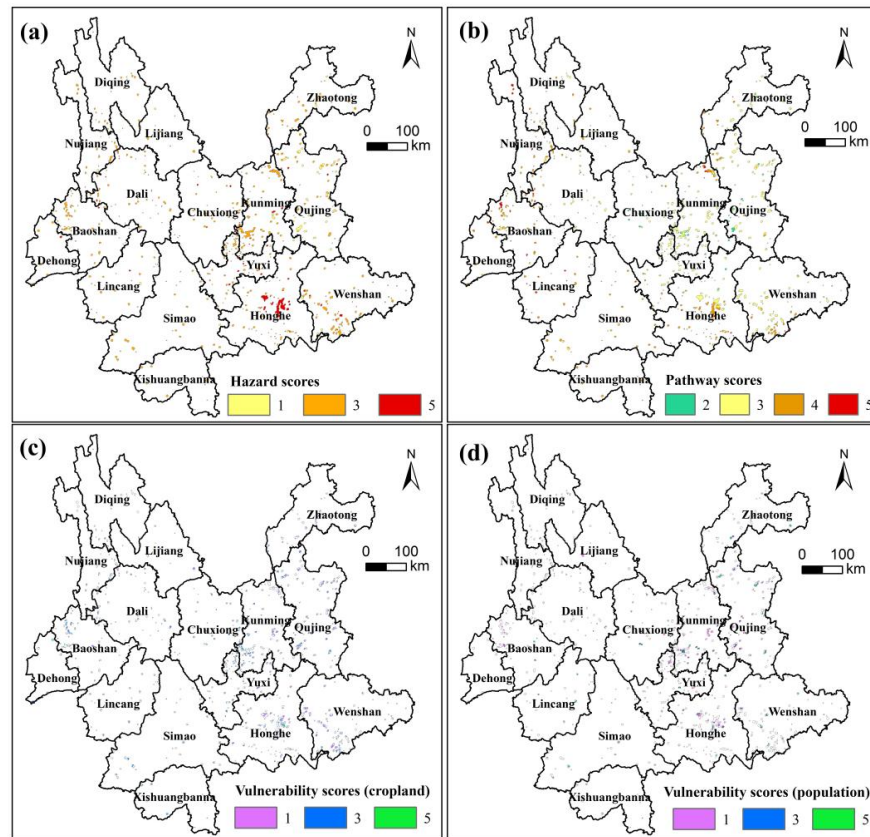 (a)
N
Diqing
Zhaotong
0 100
km
Nujiang
Lijiang
Dali
Chuxiong
Kunming
Qujing
Baoshan
Dehong
Yuxi
Lincang
Simao
Honghe
Wenshan
Xishuangbanna
Hazard scores
1 3 5
(b)
N
Diqing
Zhaotong
0 100
km
Nujiang
Lijiang
Dali
Chuxiong
Kunming
Qujing
Baoshan
Dehong
Yuxi
Lincang
Simao
Honghe
Wenshan
Xishuangbanna
Pathway scores
2 3 4 5
(c)
N
Diqing
Zhaotong
0 100
km
Nujiang
Lijiang
Dali
Chuxiong
Kunming
Qujing
Baoshan
Dehong
Yuxi
Lincang
Simao
Honghe
Wenshan
Xishuangbanna
Vulnerability scores (cropland)
1 3 5
(d)
N
Diqing
Zhaotong
0 100
km
Nujiang
Lijiang
Dali
Chuxiong
Kunming
Qujing
Baoshan
Dehong
Yuxi
Lincang
Simao
Honghe
Wenshan
Xishuangbanna
Vulnerability scores (population)
1 3 5